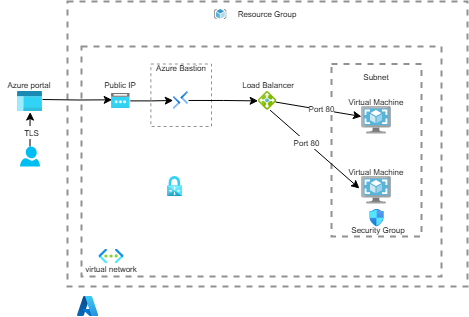 Resource Group
Azure Bastion
Subnet
Azure portal
Public IP
Load Balancer
Virtual Machine
Port 80
TLS
Port 80
Virtual Machine
Security Group
virtual network